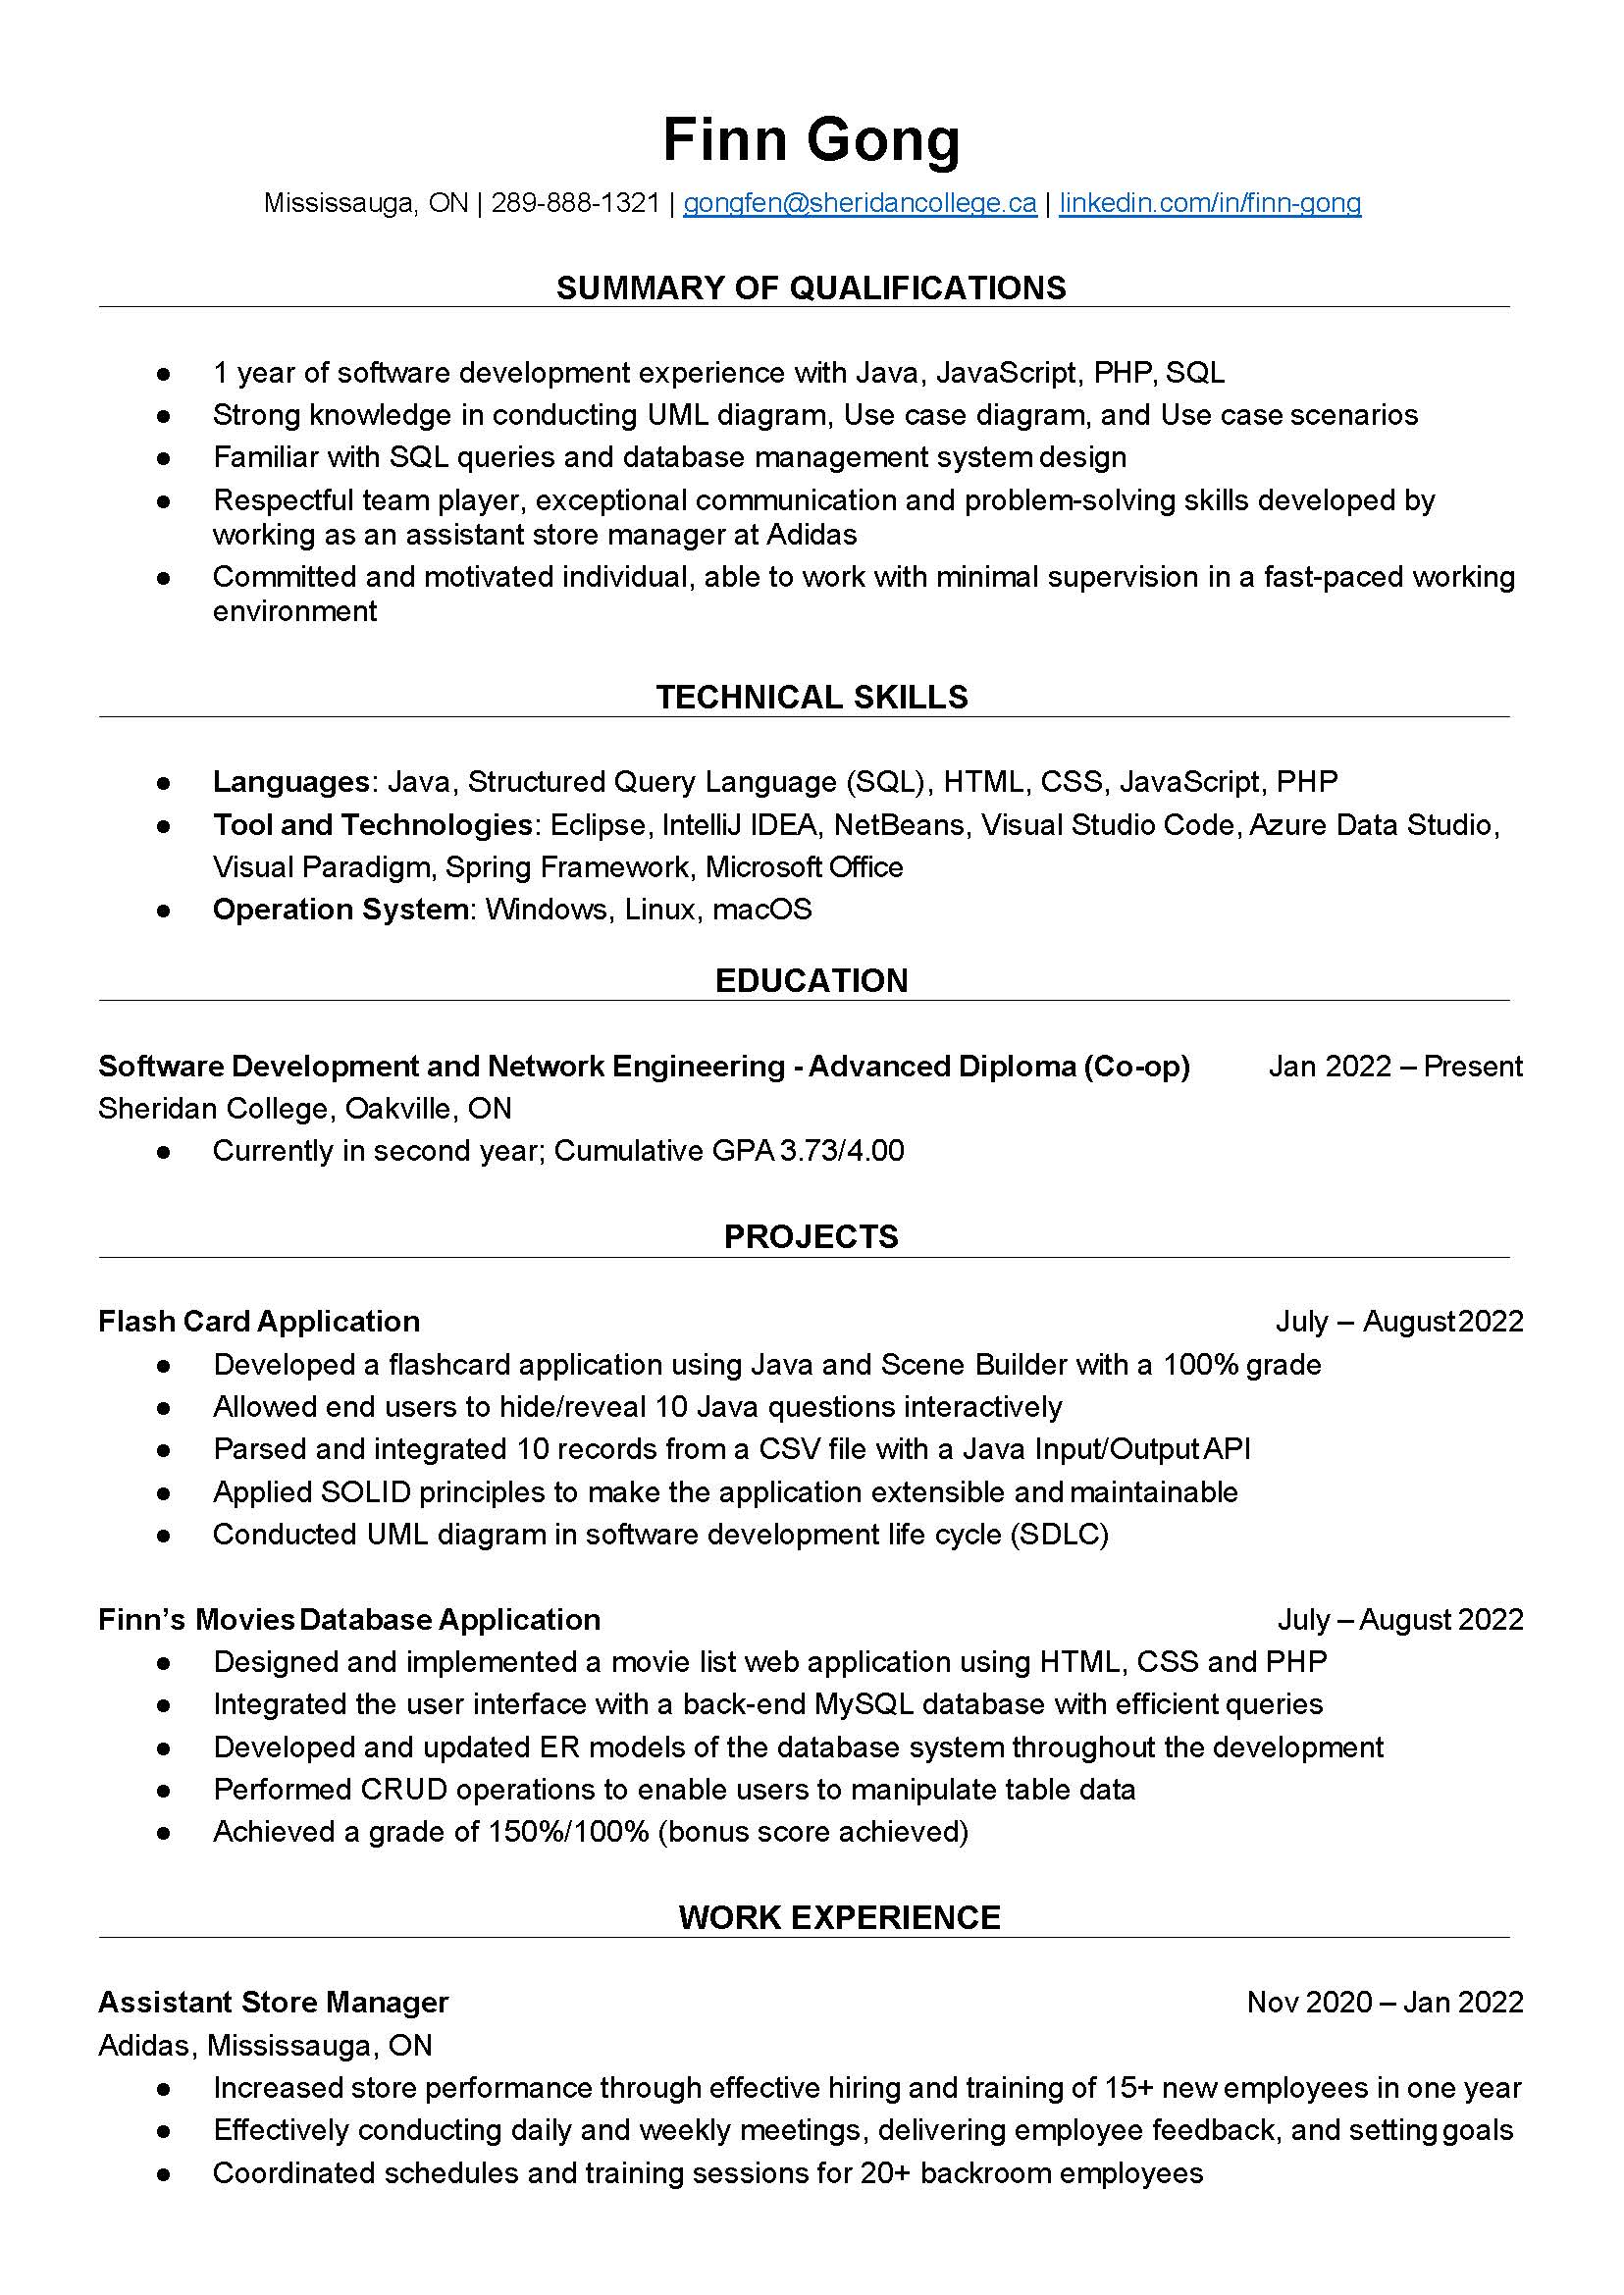 Finn Gong
Mississauga, ON | 289-888-1321 | gongfen@sheridancollege.ca | linkedin.com/in/finn-gong
SUMMARY OF QUALIFICATIONS
● 1 year of software development experience with Java, JavaScript, PHP, SQL
● Strong knowledge in conducting UML diagram, Use case diagram, and Use case scenarios
● Familiar with SQL queries and database management system design
● Respectful team player, exceptional communication and problem-solving skills developed by
working as an assistant store manager at Adidas
● Committed and motivated individual, able to work with minimal supervision in a fast-paced working
environment
TECHNICAL SKILLS
● Languages: Java, Structured Query Language (SQL), HTML, CSS, JavaScript, PHP
● Tool and Technologies: Eclipse, IntelliJ IDEA, NetBeans, Visual Studio Code, Azure Data Studio,
Visual Paradigm, Spring Framework, Microsoft Office
● Operation System: Windows, Linux, macOS
EDUCATION
Software Development and Network Engineering - Advanced Diploma (Co-op) Jan 2022 – Present
Sheridan College, Oakville, ON
● Currently in second year; Cumulative GPA 3.73/4.00
PROJECTS
Flash Card Application July – August 2022
● Developed a flashcard application using Java and Scene Builder with a 100% grade
● Allowed end users to hide/reveal 10 Java questions interactively
● Parsed and integrated 10 records from a CSV file with a Java Input/Output API
● Applied SOLID principles to make the application extensible and maintainable
● Conducted UML diagram in software development life cycle (SDLC)
Finn’s Movies Database Application July – August 2022
● Designed and implemented a movie list web application using HTML, CSS and PHP
● Integrated the user interface with a back-end MySQL database with efficient queries
● Developed and updated ER models of the database system throughout the development
● Performed CRUD operations to enable users to manipulate table data
● Achieved a grade of 150%/100% (bonus score achieved)
WORK EXPERIENCE
Assistant Store Manager Nov 2020 – Jan 2022
Adidas, Mississauga, ON
● Increased store performance through effective hiring and training of 15+ new employees in one year
● Effectively conducting daily and weekly meetings, delivering employee feedback, and setting goals
● Coordinated schedules and training sessions for 20+ backroom employees